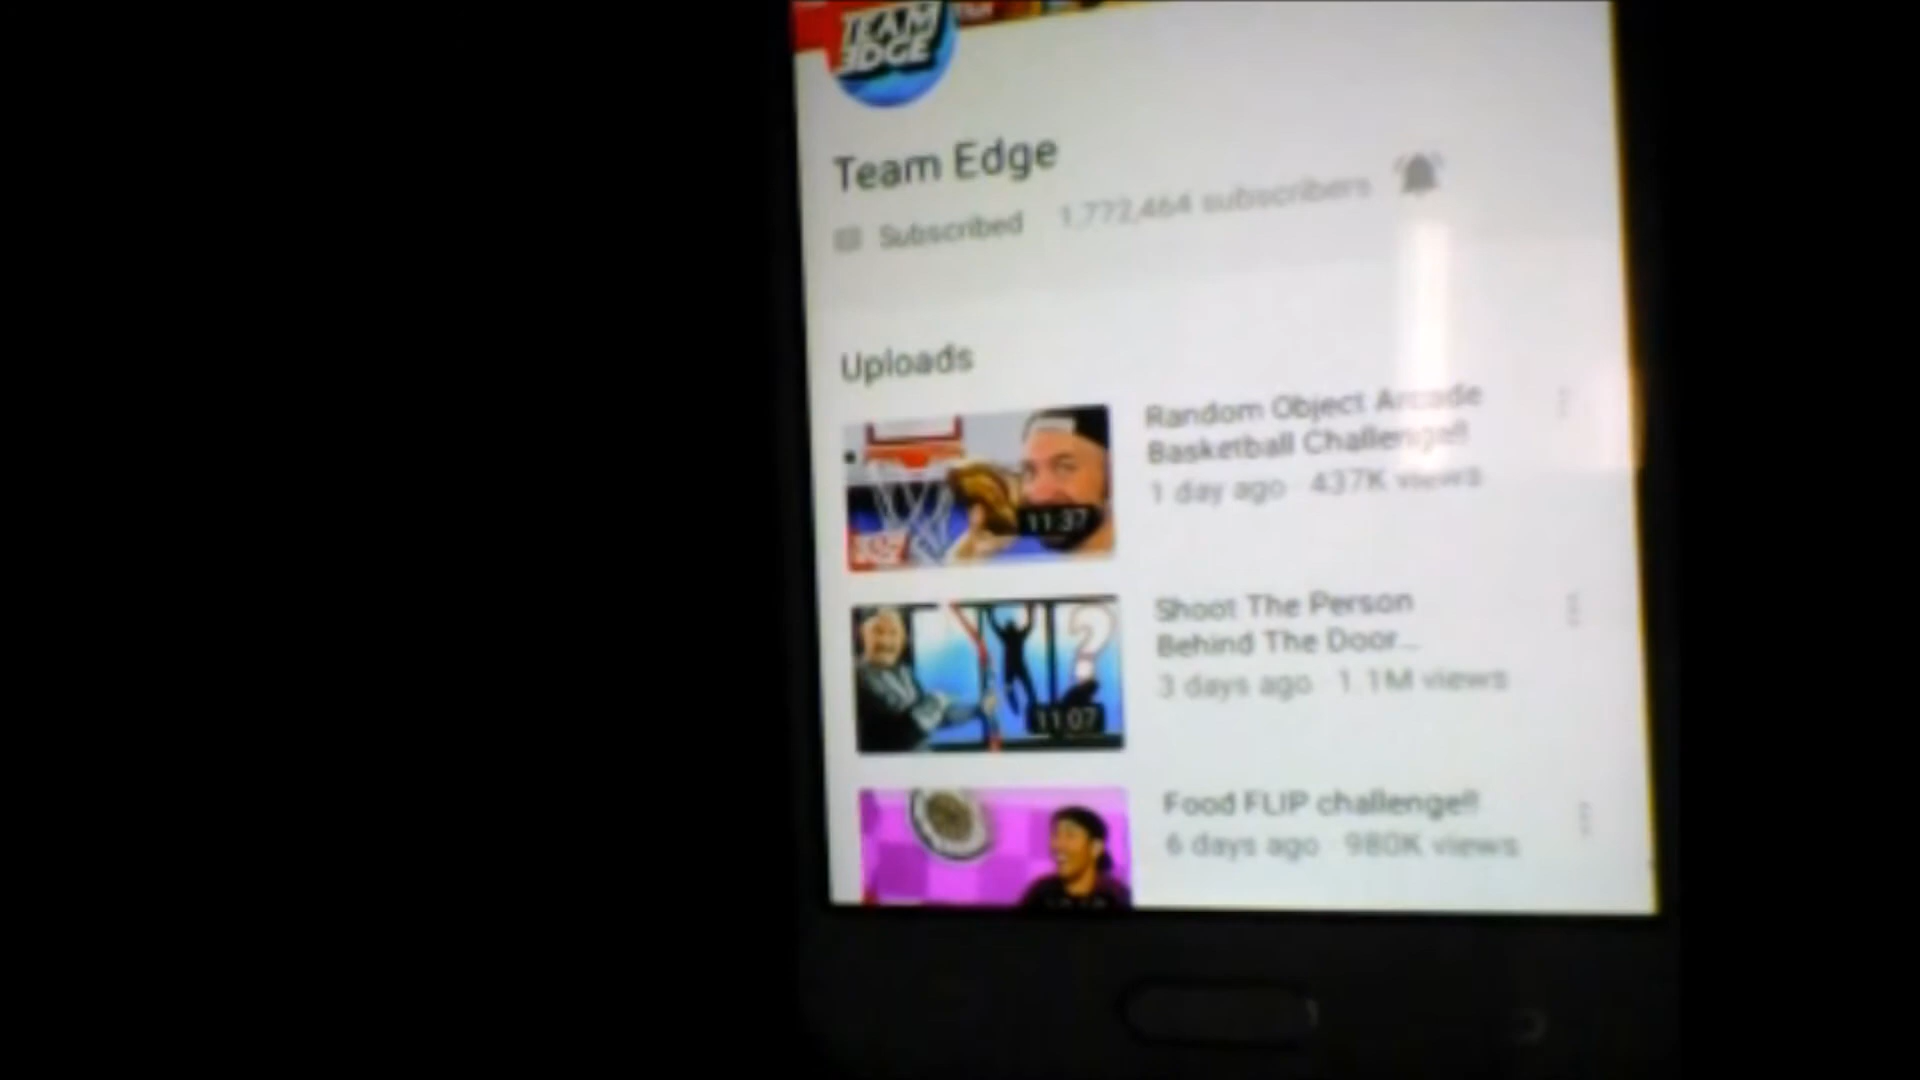 TEAM
EDGE
Team Edge
Subscribed 1,772,464 subscribers
Uploads
Random Object Arcade
Basketball Challenge!!
1 day ago · 437K views
11:37
Shoot The Person
Behind The Door...
3 days ago · 1.1M views
11:07
Food FLIP challenge!!
6 days ago · 980K views